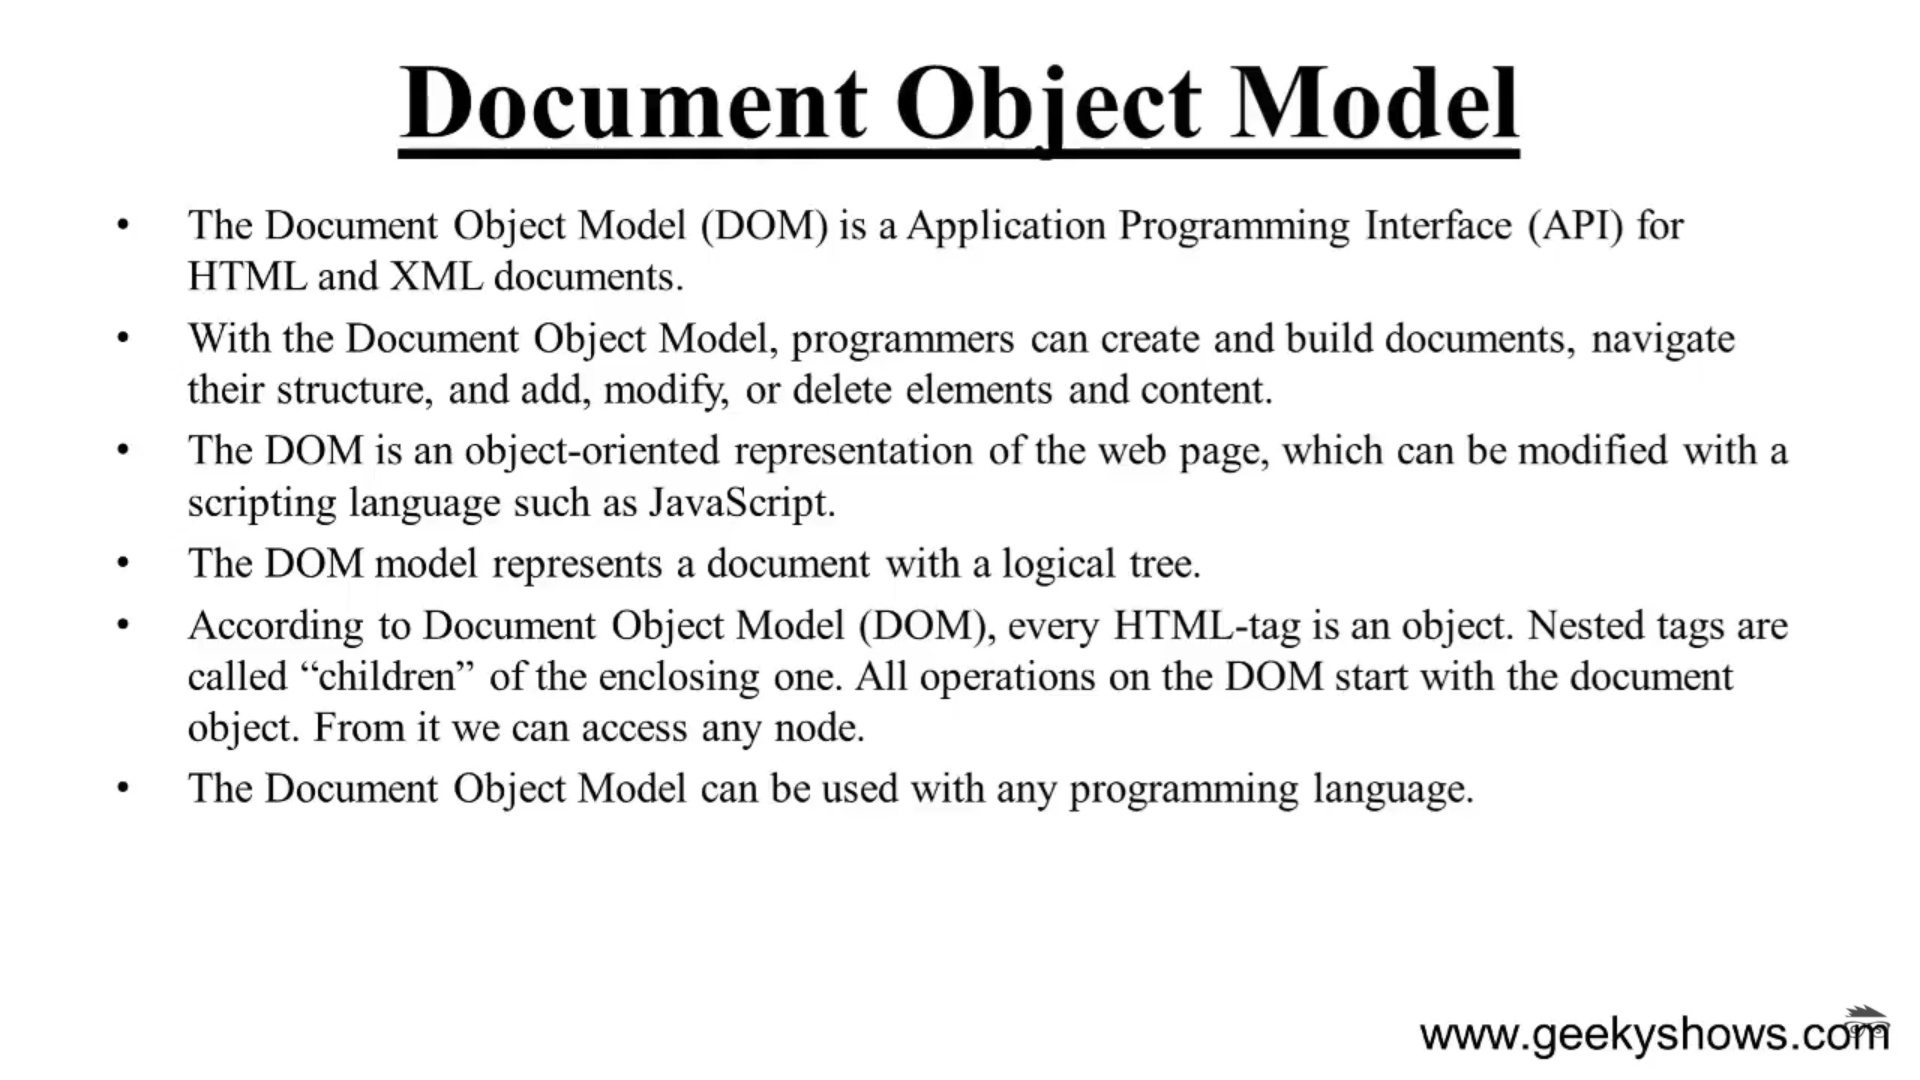 Document Object Model
• The Document Object Model (DOM) is a Application Programming Interface (API) for
HTML and XML documents.
• With the Document Object Model, programmers can create and build documents, navigate
their structure, and add, modify, or delete elements and content.
• The DOM is an object-oriented representation of the web page, which can be modified with a
scripting language such as JavaScript.
• The DOM model represents a document with a logical tree.
• According to Document Object Model (DOM), every HTML-tag is an object. Nested tags are
called “children” of the enclosing one. All operations on the DOM start with the document
object. From it we can access any node.
• The Document Object Model can be used with any programming language.
www.geekyshows.com